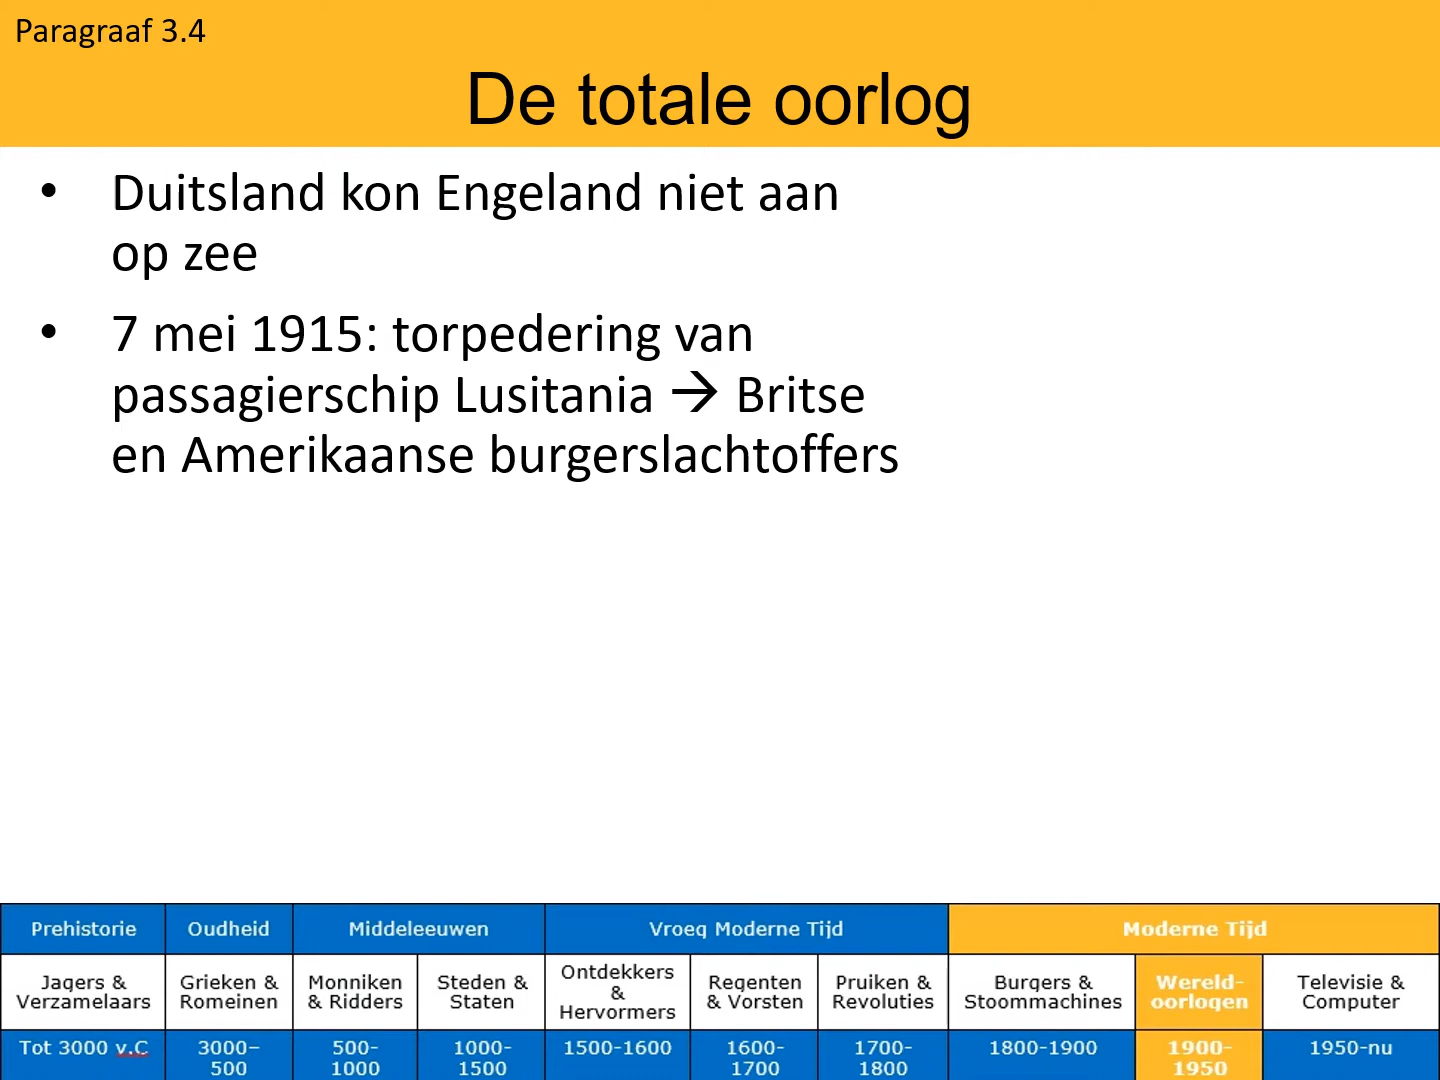 Paragraaf 3.4
De totale oorlog
• Duitsland kon Engeland niet aan
op zee
• 7 mei 1915: torpedering van
passagierschip Lusitania → Britse
en Amerikaanse burgerslachtoffers
Prehistorie Oudheid Middeleeuwen Vroeg Moderne Tijd Moderne Tijd
Jagers &
Verzamelaars
Grieken &
Romeinen
Monniken
& Ridders
Steden &
Staten
Ontdekkers
&
Hervormers
Regenten
& Vorsten
Pruiken &
Revoluties
Burgers &
Stoommachines
Wereld-
oorlogen
Televisie &
Computer
Tot 3000 v.C
3000–
500
500-
1000
1000-
1500
1500-1600
1600-
1700
1700-
1800
1800-1900
1900-
1950
1950-nu